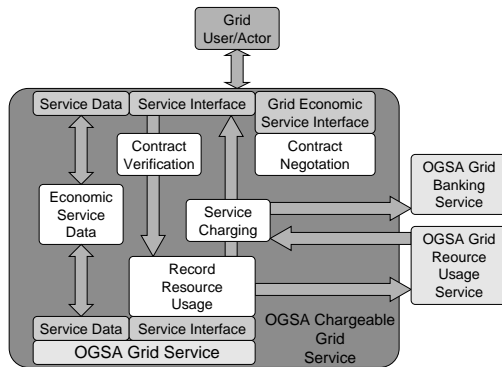 Grid
User/Actor
Service Data
Service Interface
Grid Economic
Service Interface
Contract
Verification
Contract
Negotation
OGSA Grid
Banking
Service
Economic
Service
Data
Service
Charging
OGSA Grid
Reource
Usage
Service
Record
Resource
Usage
Service Data
Service Interface
OGSA Chargeable
Grid
Service
OGSA Grid Service